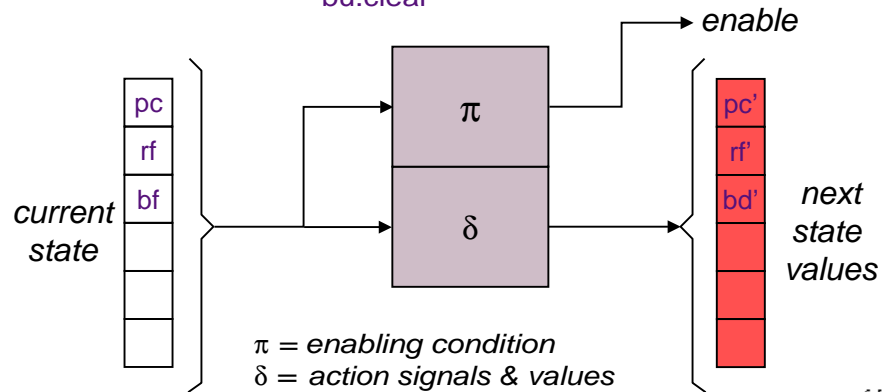 enable
pc
rf
bf
current
state
π
δ
pc’
rf’
bd’
next
state
values
π = enabling condition
δ = action signals & values